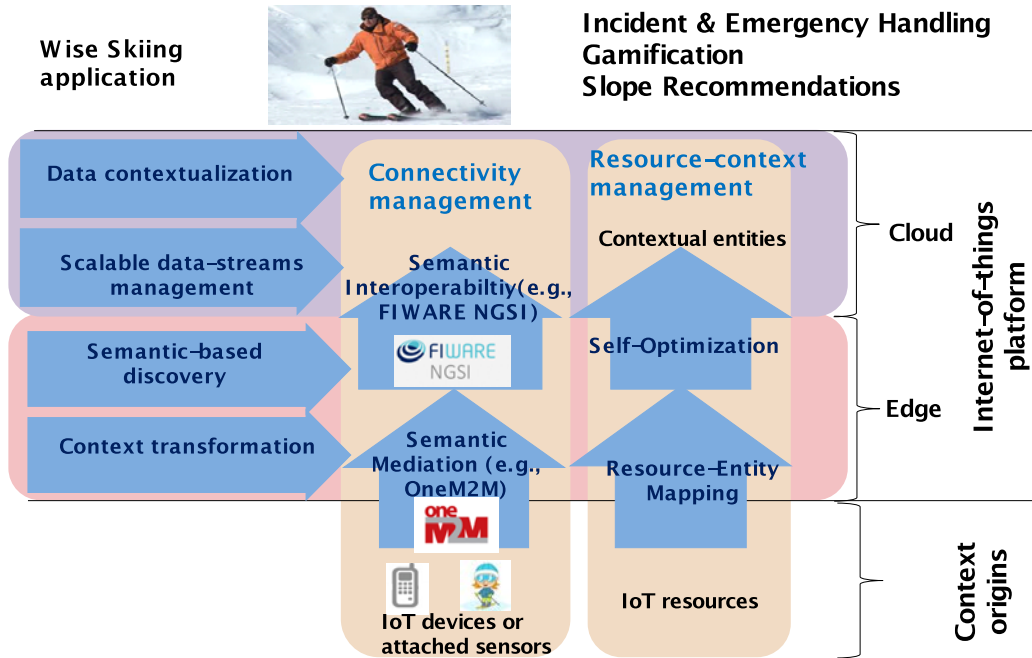 Wise Skiing
application
Incident & Emergency Handling
Gamification
Slope Recommendations
Data contextualization
Connectivity
management
Resource-context
management
Scalable data-streams
management
Semantic
Interoperabiltiy(e.g.,
FIWARE NGSI)
Contextual entities
Cloud
Semantic-based
discovery
FIWARE
NGSI
Self-Optimization
Internet-of-things
platform
Edge
Context transformation
Semantic
Mediation (e.g.,
OneM2M)
Resource-Entity
Mapping
one
M2M
IoT devices or
attached sensors
IoT resources
Context
origins